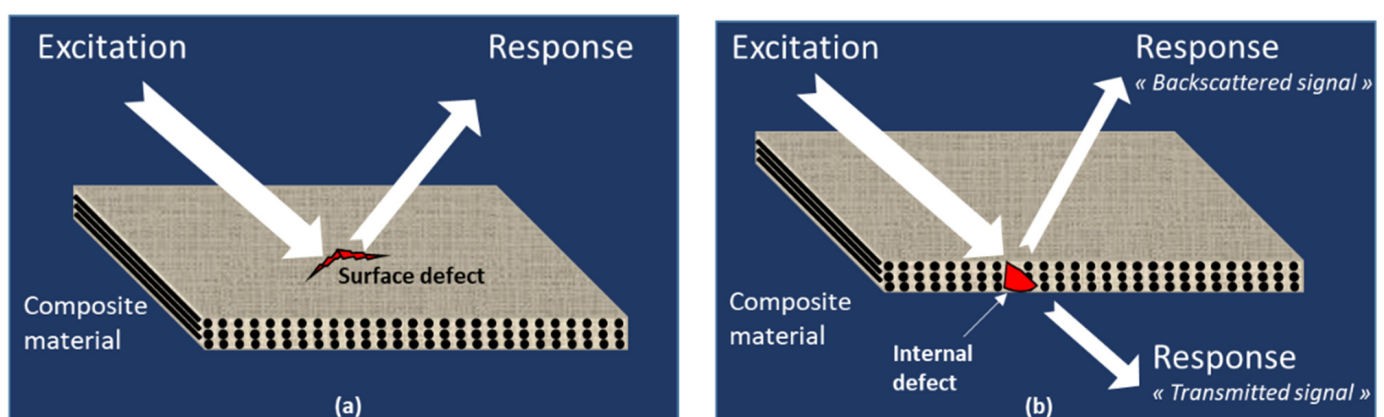 Excitation
Response
Surface defect
Composite
material
(a)
Excitation
Response
« Backscattered signal »
Composite
material
Internal
defect
Response
« Transmitted signal »
(b)